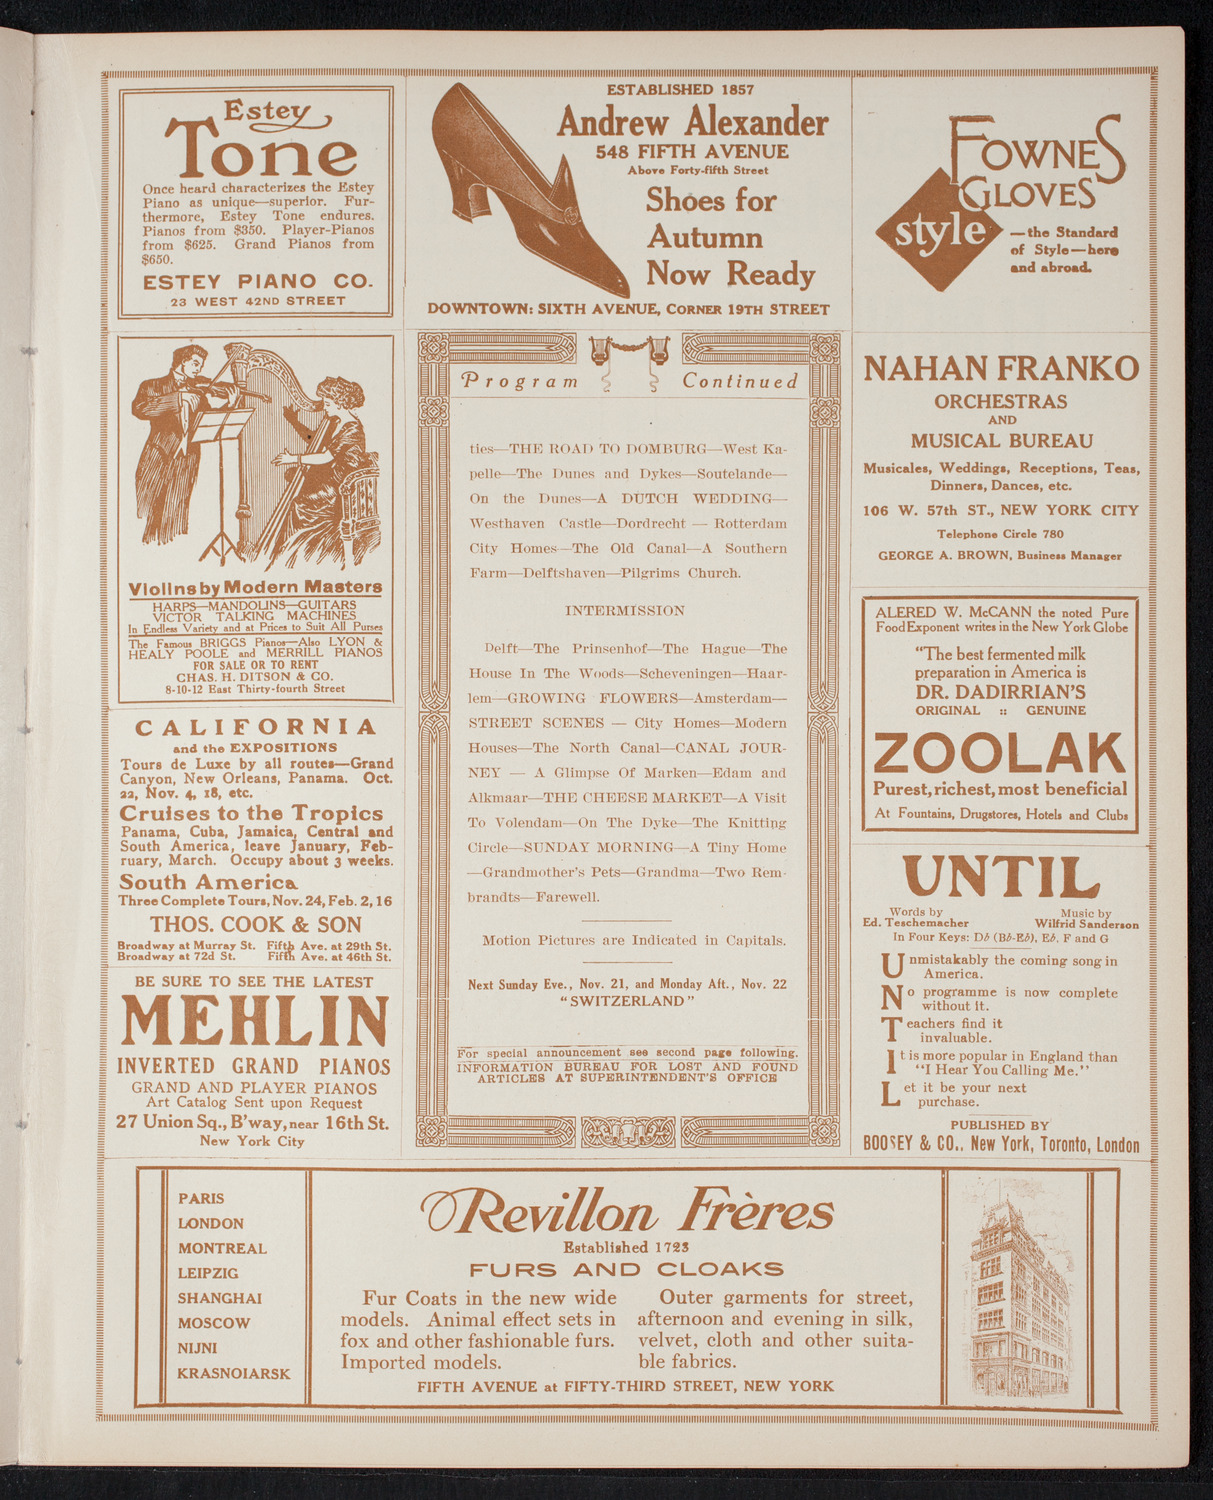 Estey
Tone
Once heard characterizes the Estey
Piano as unique—superior. Fur-
thermore, Estey Tone endures.
Pianos from $350. Player-Pianos
from $625. Grand Pianos from
$650.
ESTEY PIANO CO.
23 WEST 42ND STREET
ESTABLISHED 1857
Andrew Alexander
548 FIFTH AVENUE
Above Forty-fifth Street
Shoes for
Autumn
Now Ready
DOWNTOWN: SIXTH AVENUE, CORNER 19TH STREET
FOWNES
GLOVES
style
—the Standard
of Style—here
and abroad.
Violins by Modern Masters
HARPS—MANDOLINS—GUITARS
VICTOR TALKING MACHINES
In Endless Variety and at Prices to Suit All Purses
The Famous BRIGGS Pianos—Also LYON &
HEALY POOLE and MERRILL PIANOS
FOR SALE OR TO RENT
CHAS. H. DITSON & CO.
8-10-12 East Thirty-fourth Street
CALIFORNIA
and the EXPOSITIONS
Tours de Luxe by all routes—Grand
Canyon, New Orleans, Panama. Oct.
22, Nov. 4, 18, etc.
Cruises to the Tropics
Panama, Cuba, Jamaica, Central and
South America, leave January, Feb-
ruary, March. Occupy about 3 weeks.
South America
Three Complete Tours, Nov. 24, Feb. 2, 16
THOS. COOK & SON
Broadway at Murray St. Fifth Ave. at 29th St.
Broadway at 72d St. Fifth Ave. at 46th St.
BE SURE TO SEE THE LATEST
MEHLIN
INVERTED GRAND PIANOS
GRAND AND PLAYER PIANOS
Art Catalog Sent upon Request
27 Union Sq., B'way, near 16th St.
New York City
Program Continued
ties—THE ROAD TO DOMBURG—West Ka-
pelle—The Dunes and Dykes—Soutelande—
On the Dunes—A DUTCH WEDDING—
Westhaven Castle—Dordrecht — Rotterdam
City Homes—The Old Canal—A Southern
Farm—Delftshaven—Pilgrims Church.
INTERMISSION
Delft—The Prinsenhof—The Hague—The
House In The Woods—Scheveningen—Haar-
lem—GROWING FLOWERS—Amsterdam—
STREET SCENES — City Homes—Modern
Houses—The North Canal—CANAL JOUR-
NEY — A Glimpse Of Marken—Edam and
Alkmaar—THE CHEESE MARKET—A Visit
To Volendam—On The Dyke—The Knitting
Circle—SUNDAY MORNING—A Tiny Home
—Grandmother's Pets—Grandma—Two Rem-
brandts—Farewell.
Motion Pictures are Indicated in Capitals.
Next Sunday Eve., Nov. 21, and Monday Aft., Nov. 22
"SWITZERLAND"
For special announcement see second page following.
INFORMATION BUREAU FOR LOST AND FOUND
ARTICLES AT SUPERINTENDENT'S OFFICE
NAHAN FRANKO
ORCHESTRAS
AND
MUSICAL BUREAU
Musicales, Weddings, Receptions, Teas,
Dinners, Dances, etc.
106 W. 57th ST., NEW YORK CITY
Telephone Circle 780
GEORGE A. BROWN, Business Manager
ALERED W. McCANN the noted Pure
Food Exponent writes in the New York Globe
"The best fermented milk
preparation in America is
DR. DADIRRIAN'S
ORIGINAL :: GENUINE
ZOOLAK
Purest, richest, most beneficial
At Fountains, Drugstores, Hotels and Clubs
UNTIL
Words by Music by
Ed. Teschemacher Wilfrid Sanderson
In Four Keys: D♭ (B♭-E♭), E♭, F and G
Unmistakably the coming song in
America.
No programme is now complete
without it.
Teachers find it
invaluable.
It is more popular in England than
"I Hear You Calling Me."
Let it be your next
purchase.
PUBLISHED BY
BOOSEY & CO., New York, Toronto, London
PARIS
LONDON
MONTREAL
LEIPZIG
SHANGHAI
MOSCOW
NIJNI
KRASNOIARSK
Revillon Frères
Established 1723
FURS AND CLOAKS
Fur Coats in the new wide
models. Animal effect sets in
fox and other fashionable furs.
Imported models.
Outer garments for street,
afternoon and evening in silk,
velvet, cloth and other suita-
ble fabrics.
FIFTH AVENUE at FIFTY-THIRD STREET, NEW YORK